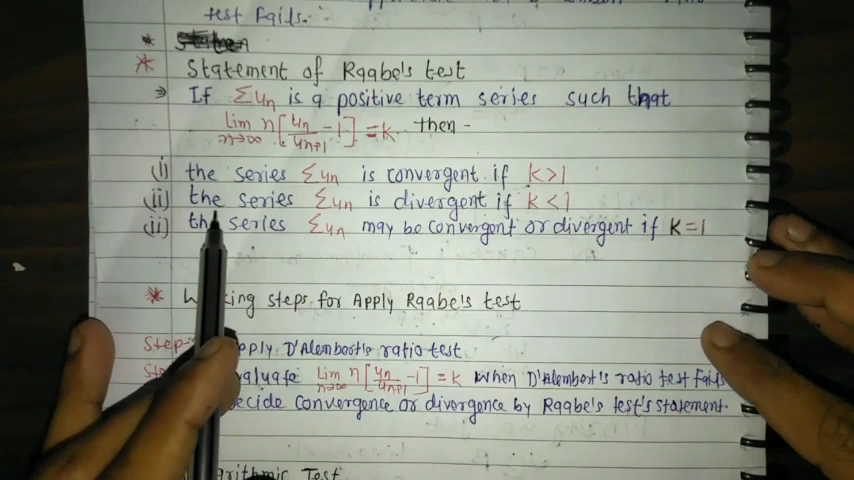 test Fails.
* Statement of Raabe's test
⇒ If Σun is a positive term series such that
lim n→∞ n[un/un+1 - 1] = k then -
(i) the series Σun is convergent if k>1
(ii) the series Σun is divergent if k<1
(ii) the series Σun may be convergent or divergent if k=1
* steps for Apply Raabe's test
Step- pply D'Alembert's ratio test
valuate lim n→∞ n[un/un+1 - 1] = k when D'Alembert's ratio test fails
ecide convergence or divergence by Raabe's test's statement
arithmic Test